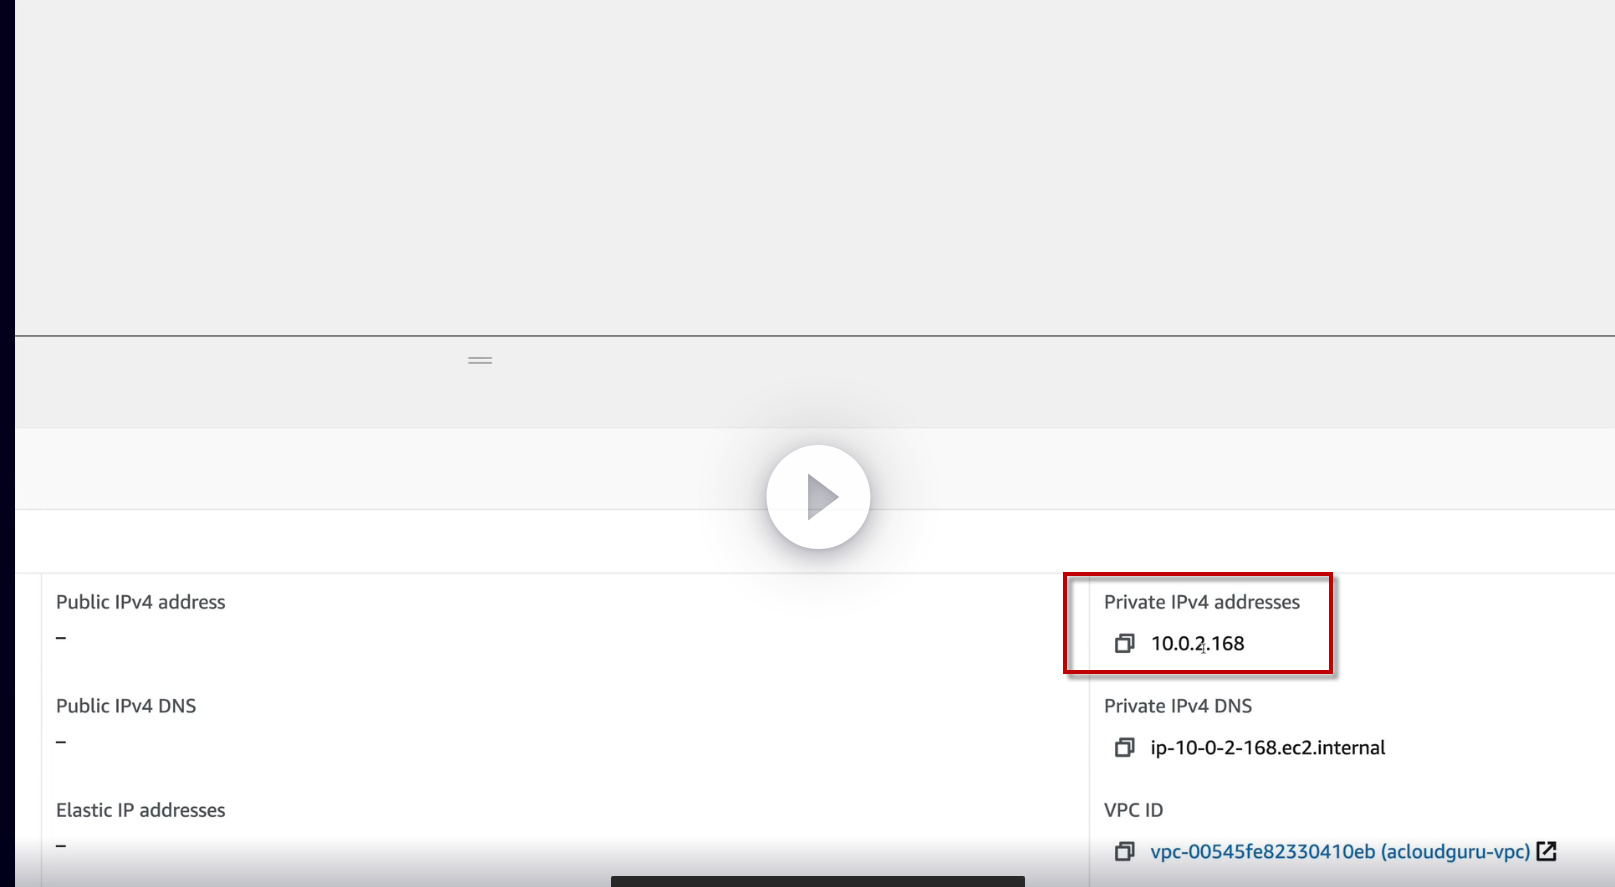 Public IPv4 address
–
Private IPv4 addresses
10.0.2.168
Public IPv4 DNS
–
Private IPv4 DNS
ip-10-0-2-168.ec2.internal
Elastic IP addresses
–
VPC ID
vpc-00545fe82330410eb (acloudguru-vpc)